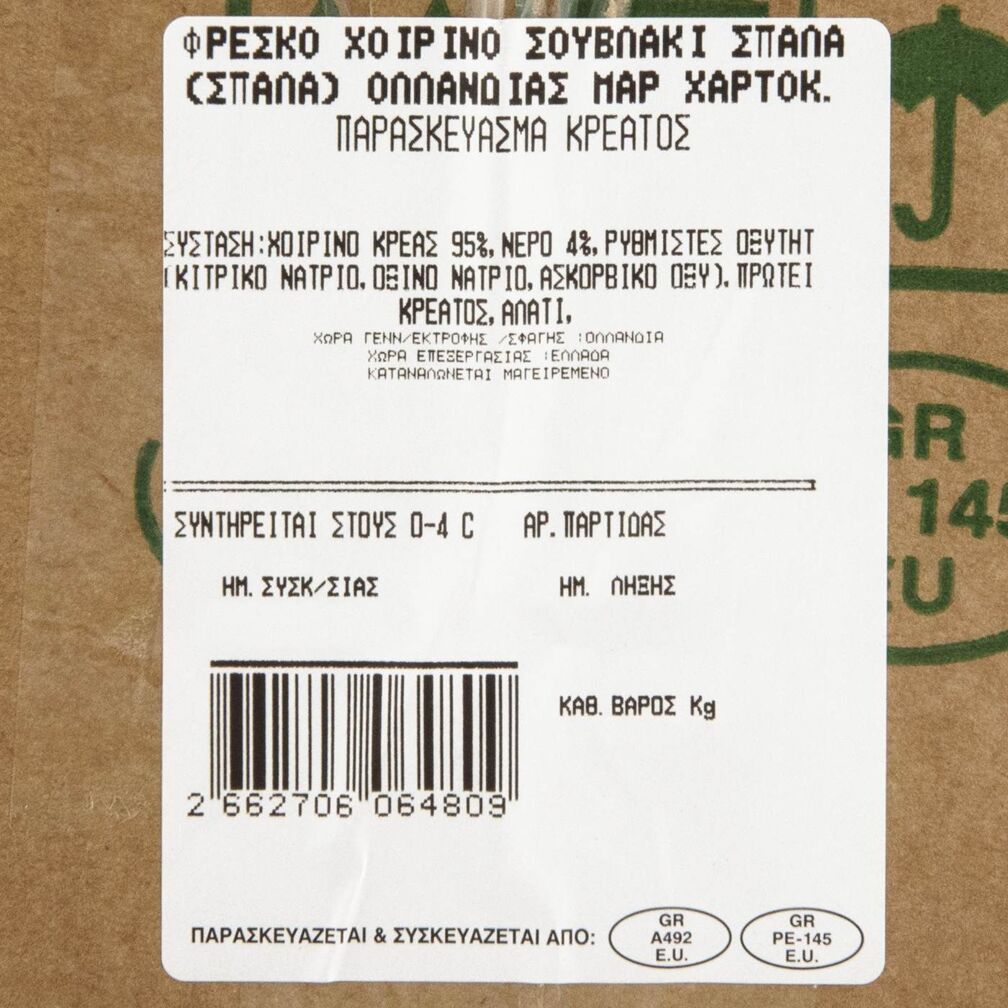 ΦΡΕΣΚΟ ΧΟΙΡΙΝΟ ΣΟΥΒΛΑΚΙ ΣΠΑΛΑ
(ΣΠΑΛΑ) ΟΛΛΑΝΔΙΑΣ ΜΑΡ ΧΑΡΤΟΚ.
ΠΑΡΑΣΚΕΥΑΣΜΑ ΚΡΕΑΤΟΣ
ΣΥΣΤΑΣΗ:ΧΟΙΡΙΝΟ ΚΡΕΑΣ 95%, ΝΕΡΟ 4%, ΡΥΘΜΙΣΤΕΣ ΟΞΥΤΗΤ
(ΚΙΤΡΙΚΟ ΝΑΤΡΙΟ, ΟΞΙΝΟ ΝΑΤΡΙΟ, ΑΣΚΟΡΒΙΚΟ ΟΞΥ). ΠΡΩΤΕΙ
ΚΡΕΑΤΟΣ, ΑΛΑΤΙ,
ΧΩΡΑ ΓΕΝΝ/ΕΚΤΡΟΦΗΣ /ΣΦΑΓΗΣ :ΟΛΛΑΝΔΙΑ
ΧΩΡΑ ΕΠΕΞΕΡΓΑΣΙΑΣ :ΕΛΛΑΔΑ
ΚΑΤΑΝΑΛΩΝΕΤΑΙ ΜΑΓΕΙΡΕΜΕΝΟ
ΣΥΝΤΗΡΕΙΤΑΙ ΣΤΟΥΣ 0-4 C ΑΡ. ΠΑΡΤΙΔΑΣ
ΗΜ. ΣΥΣΚ/ΣΙΑΣ ΗΜ. ΛΗΞΗΣ
ΚΑΘ. ΒΑΡΟΣ Kg
2 662706 064809
ΠΑΡΑΣΚΕΥΑΖΕΤΑΙ & ΣΥΣΚΕΥΑΖΕΤΑΙ ΑΠΟ:
GR
A492
E.U.
GR
PE-145
E.U.
GR
145
EU